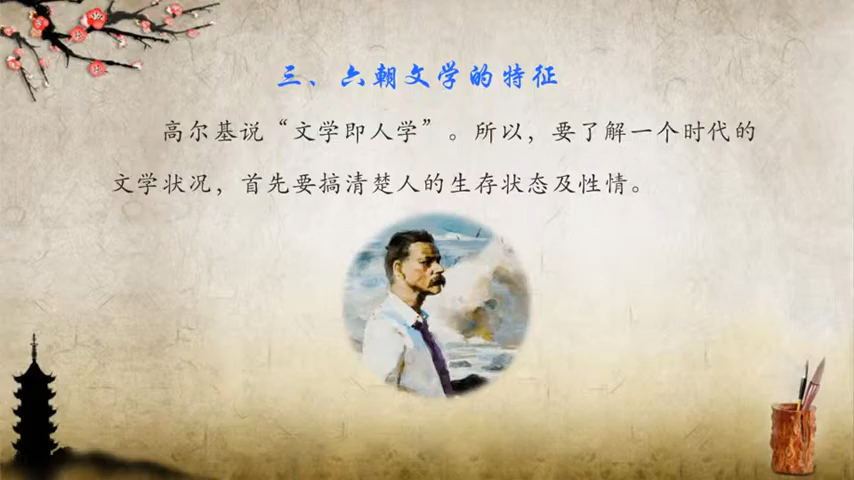 三、六朝文学的特征
高尔基说“文学即人学”。所以，要了解一个时代的
文学状况，首先要搞清楚人的生存状态及性情。